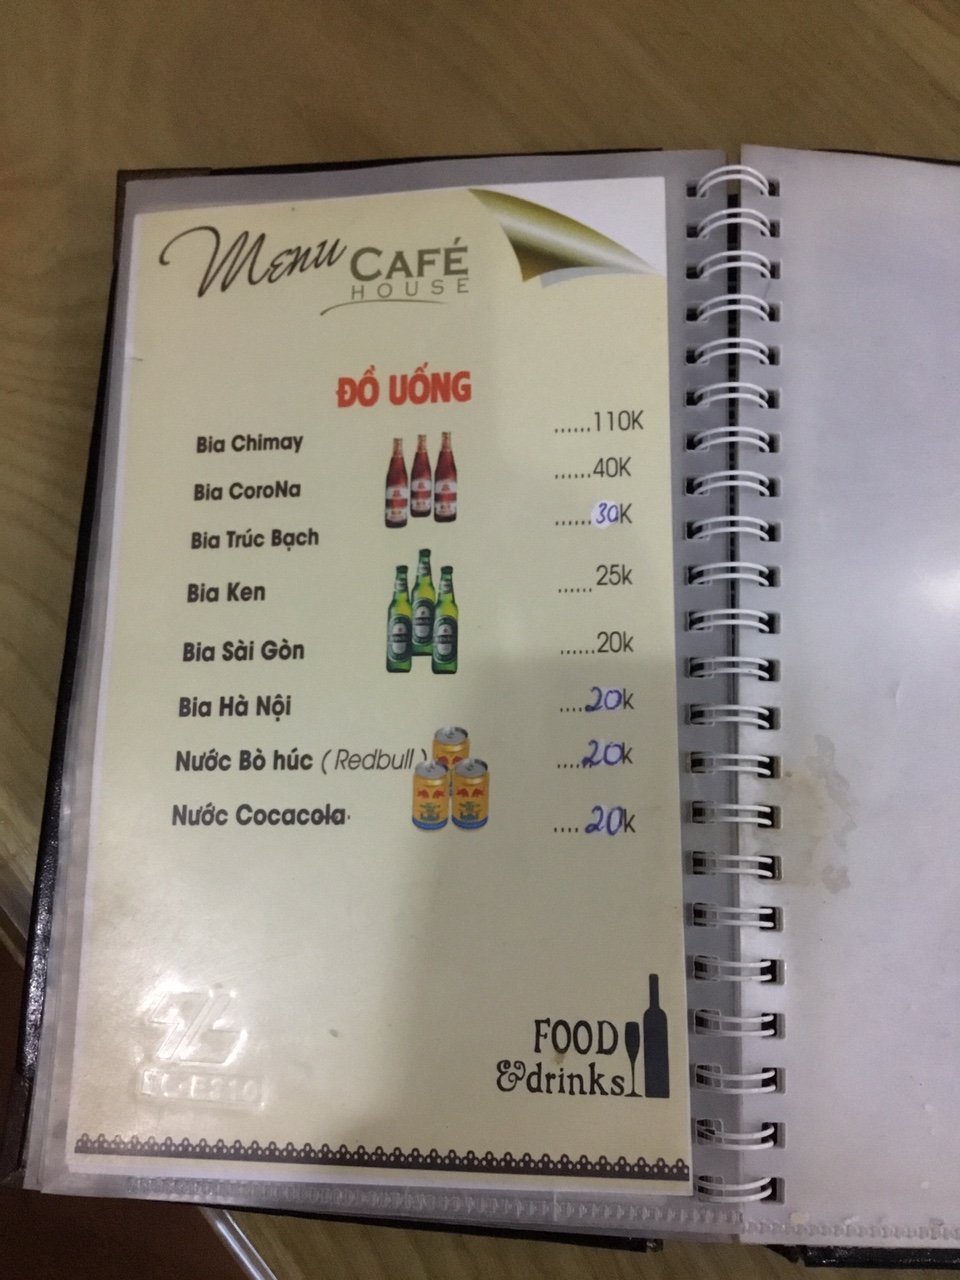 Menu CAFÉ
HOUSE
ĐỒ UỐNG
Bia Chimay ......110K
Bia CoroNa ......40K
Bia Trúc Bạch ......30K
Bia Ken ......25k
Bia Sài Gòn ......20k
Bia Hà Nội ....20k
Nước Bò húc (Redbull) ....20k
Nước Cocacola. ....20k
FOOD
&drinks